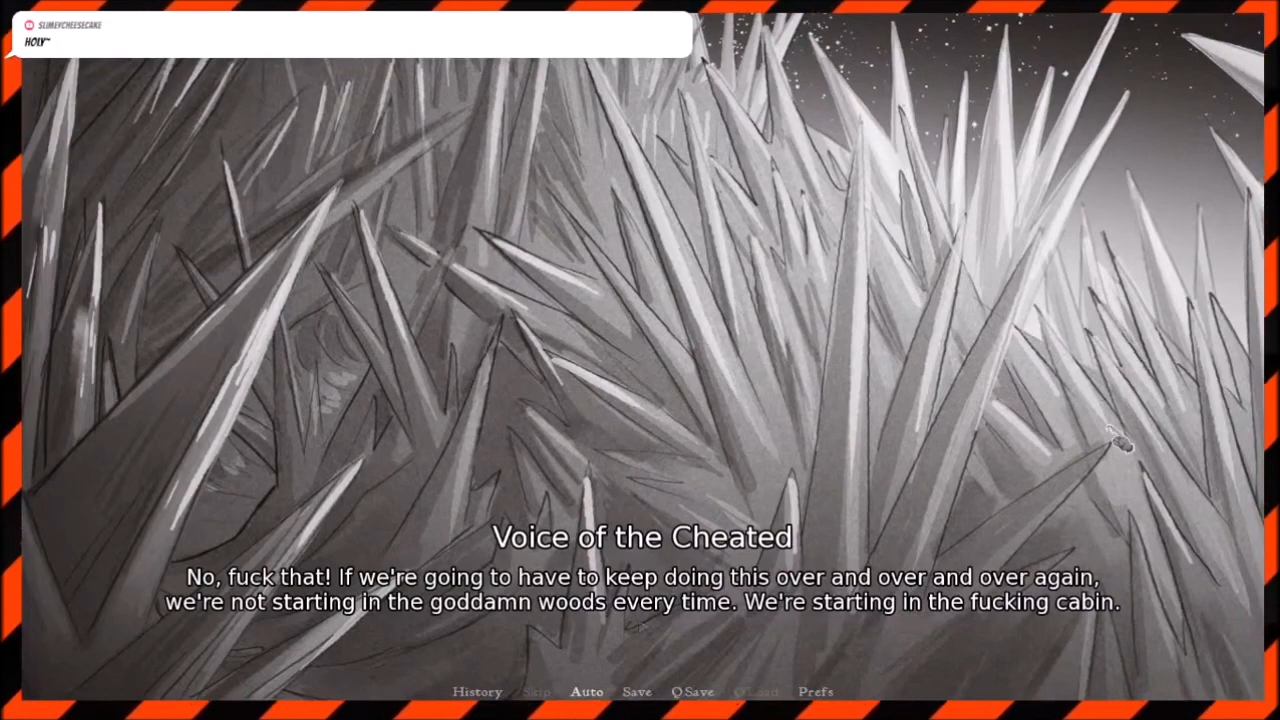 SLIMEYCHEESECAKE
HOLY~
Voice of the Cheated
No, fuck that! If we're going to have to keep doing this over and over and over again,
we're not starting in the goddamn woods every time. We're starting in the fucking cabin.
History Skip Auto Save Q.Save Q.Load Prefs